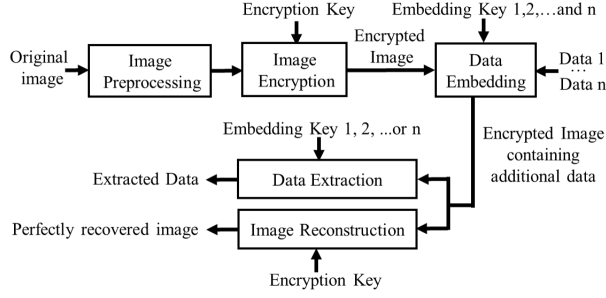 Encryption Key
Embedding Key 1,2,…and n
Original
image
Image
Preprocessing
Image
Encryption
Encrypted
Image
Data
Embedding
Data 1
…
Data n
Embedding Key 1, 2, ...or n
Encrypted Image
containing
additional data
Extracted Data
Data Extraction
Perfectly recovered image
Image Reconstruction
Encryption Key